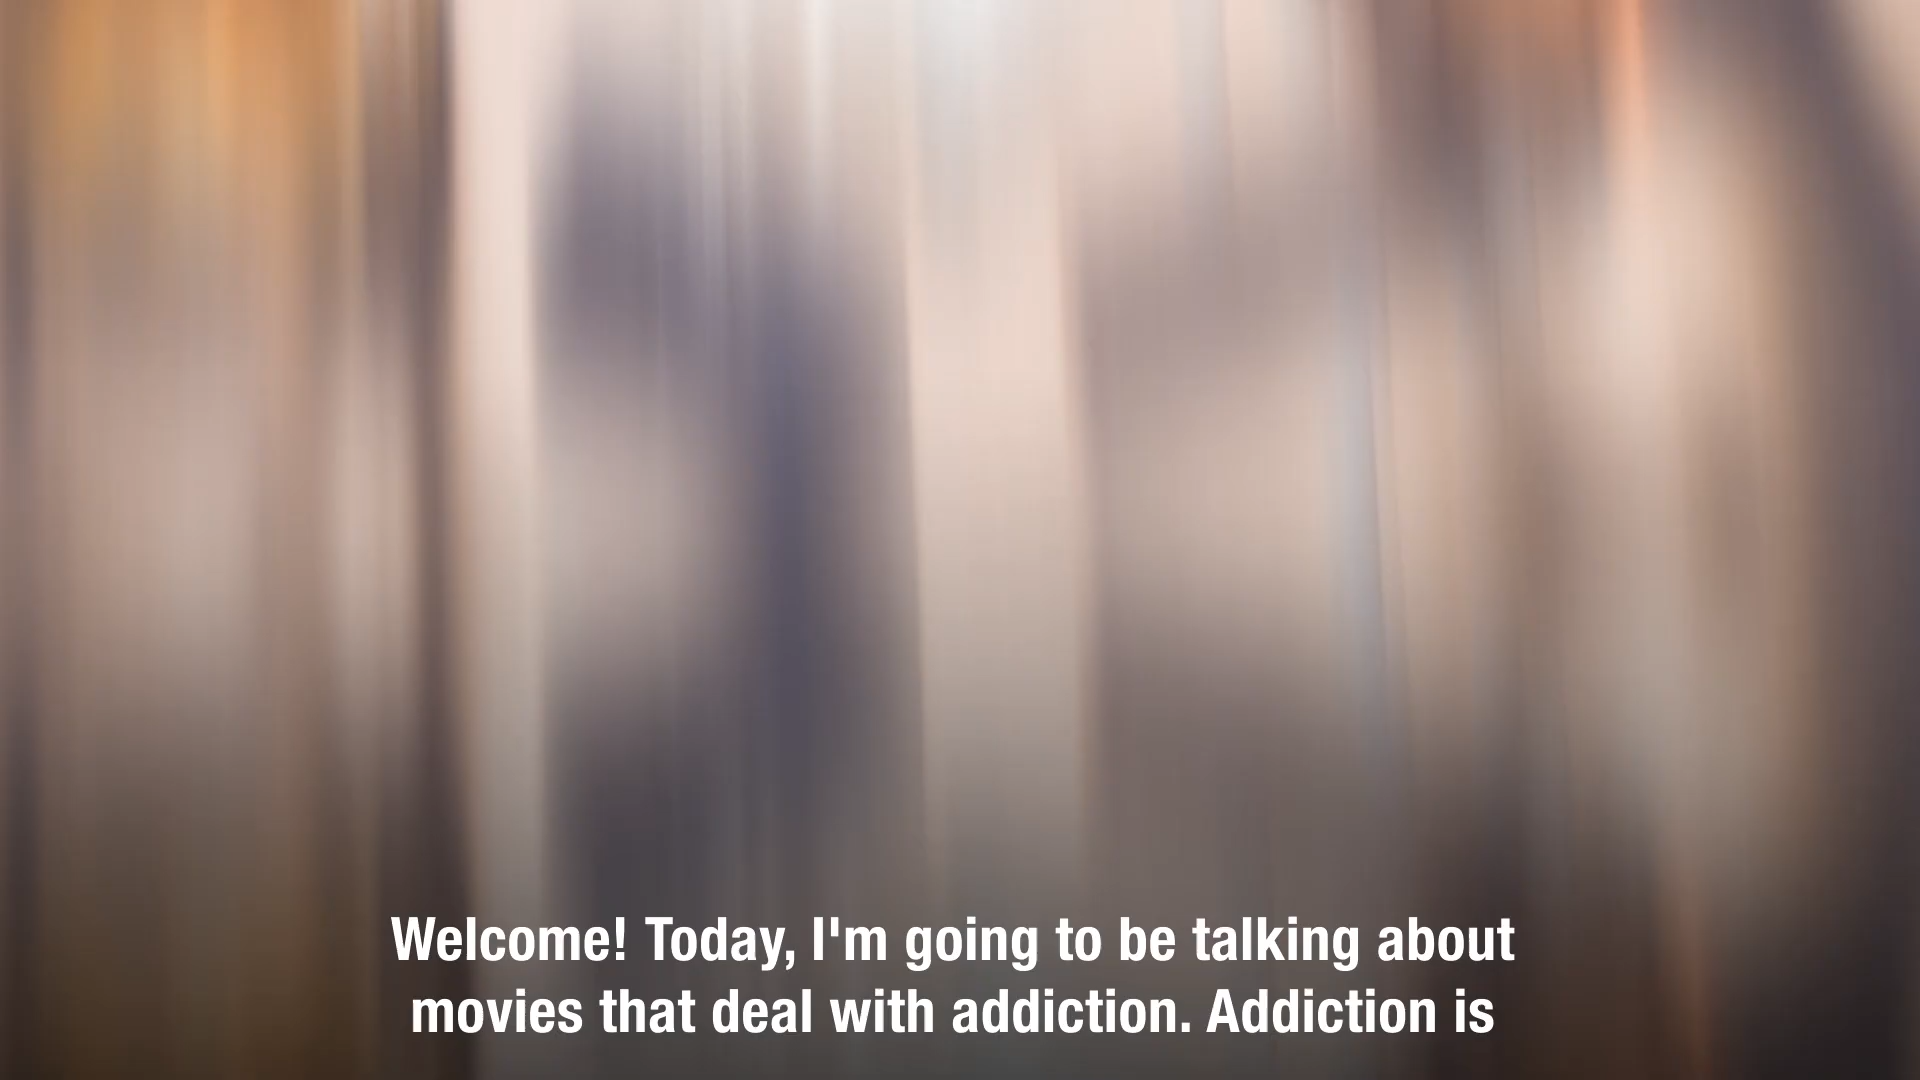 Welcome! Today, I'm going to be talking about
movies that deal with addiction. Addiction is